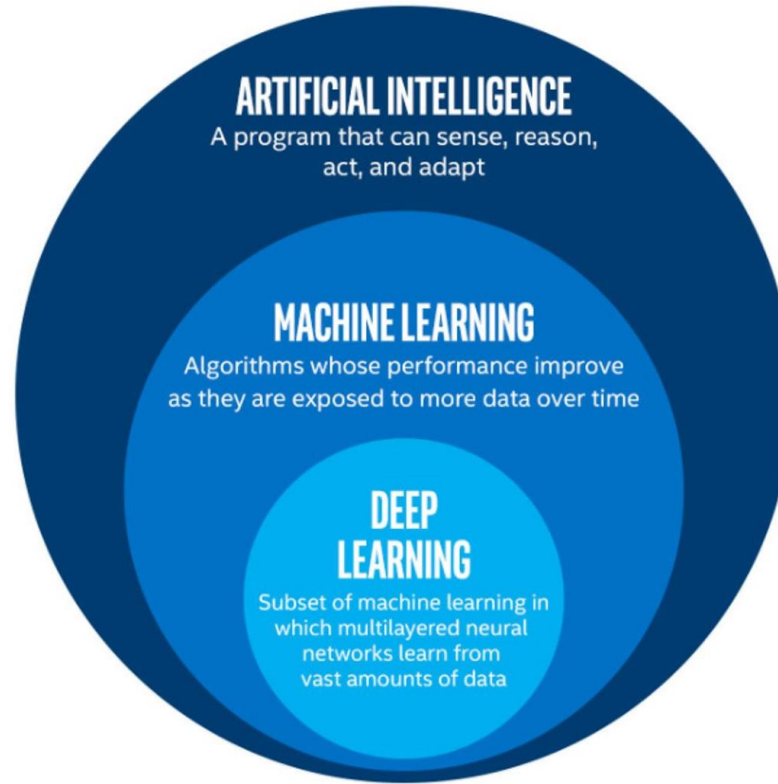 ARTIFICIAL INTELLIGENCE
A program that can sense, reason,
act, and adapt
MACHINE LEARNING
Algorithms whose performance improve
as they are exposed to more data over time
DEEP
LEARNING
Subset of machine learning in
which multilayered neural
networks learn from
vast amounts of data